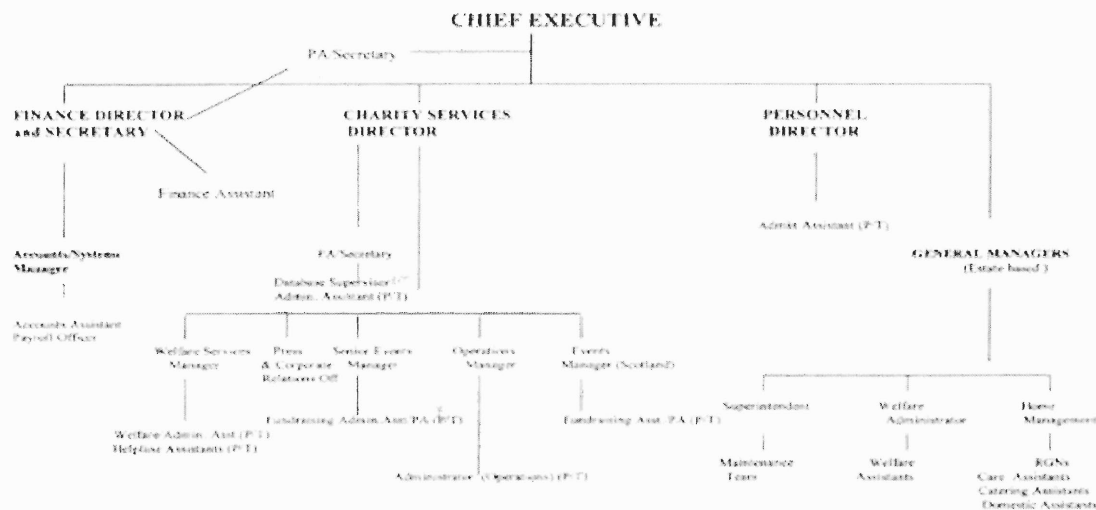 CHIEF EXECUTIVE
PA/Secretary
FINANCE DIRECTOR
and SECRETARY
CHARITY SERVICES
DIRECTOR
PERSONNEL
DIRECTOR
Finance Assistant
Admin Assistant (P/T)
Accounts/Systems
Manager
PA/Secretary
GENERAL MANAGERS
(Estate based)
Database Supervisor
Admin. Assistant (P/T)
Accounts Assistant
Payroll Officer
Welfare Services
Manager
Press
& Corporate
Relations Off
Senior Events
Manager
Operations
Manager
Events
Manager (Scotland)
Superintendent
Welfare
Administrator
Home
Management
Fundraising Admin Asst/PA (P/T)
Fundraising Asst/PA (P/T)
Welfare Admin. Asst (P/T)
Helpline Assistants (P/T)
Administrator (Operations) (P/T)
Maintenance
Team
Welfare
Assistants
RGNs
Care Assistants
Catering Assistants
Domestic Assistants